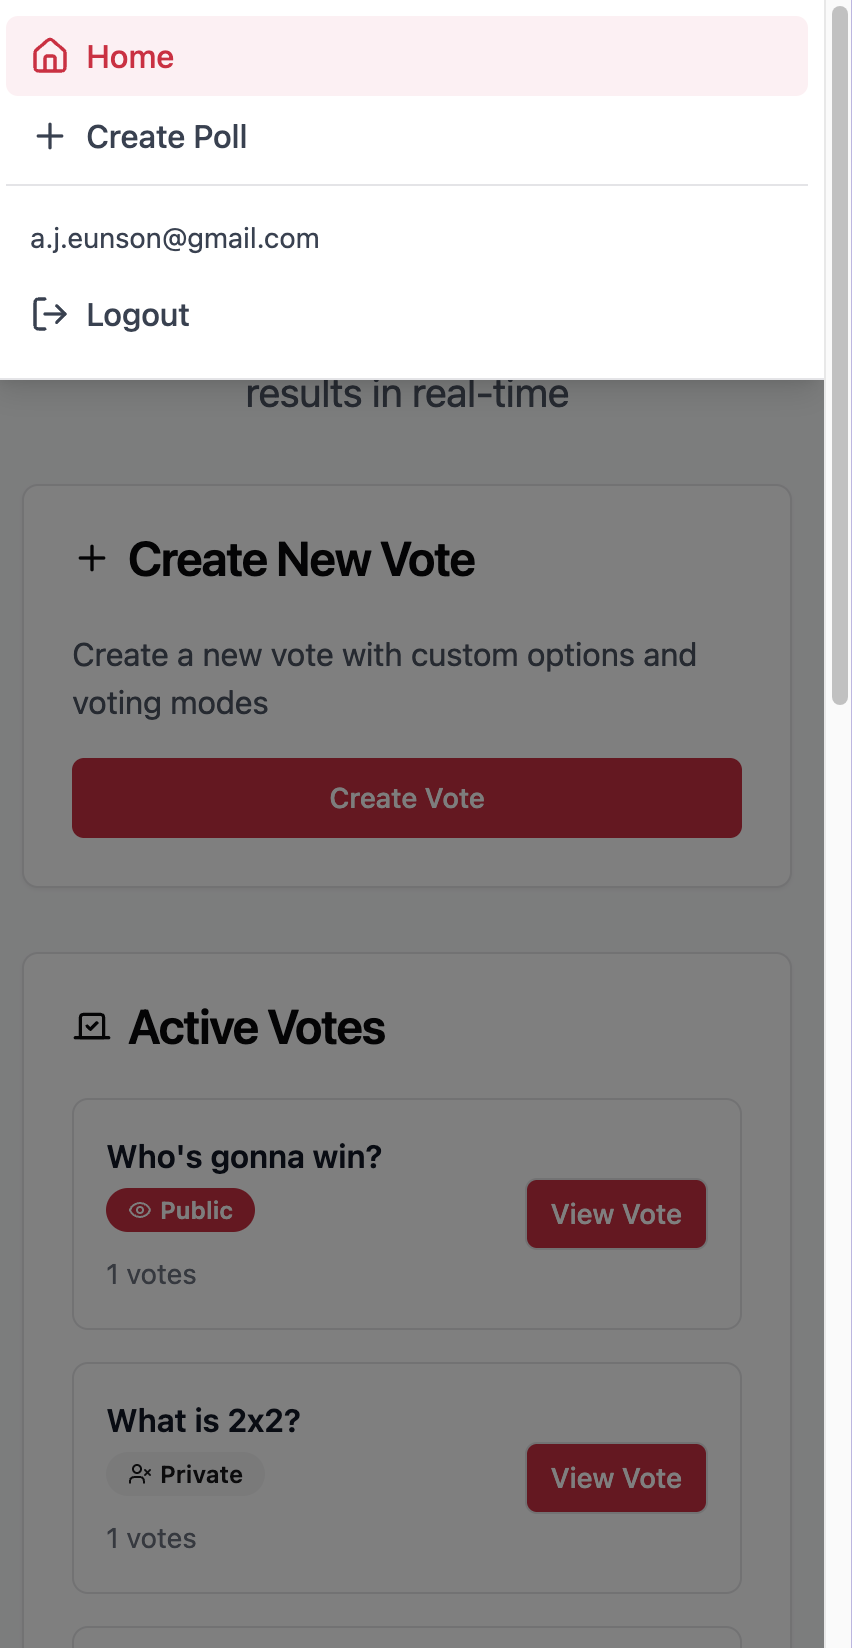 Home
Create Poll
a.j.eunson@gmail.com
Logout
results in real-time
Create New Vote
Create a new vote with custom options and
voting modes
Create Vote
Active Votes
Who's gonna win?
Public
View Vote
1 votes
What is 2x2?
Private
View Vote
1 votes